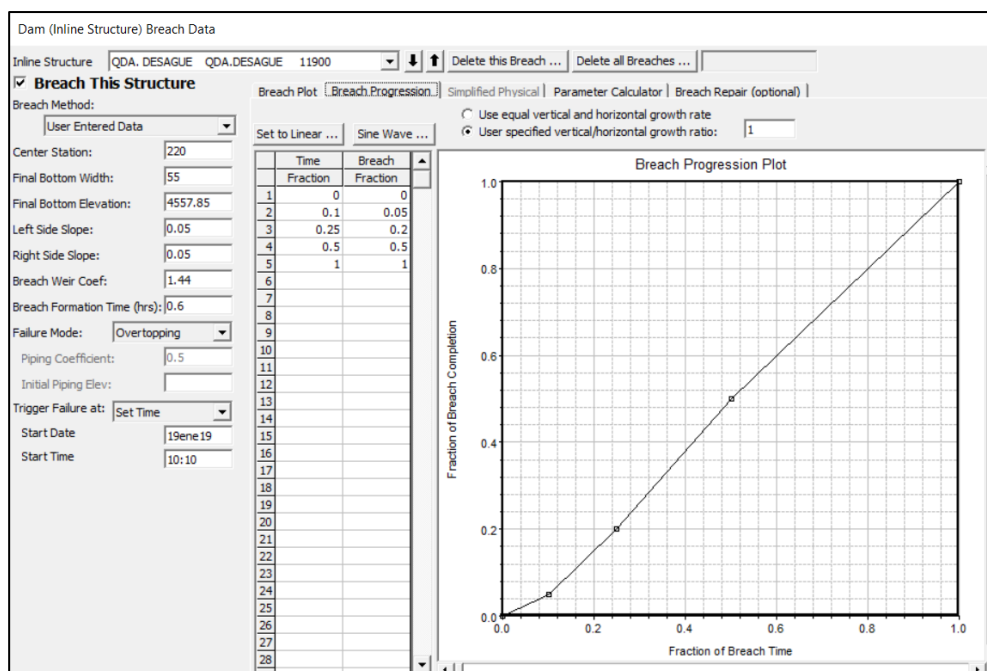 Dam (Inline Structure) Breach Data
Inline Structure QDA. DESAGUE QDA.DESAGUE 11900 Delete this Breach ... Delete all Breaches ...
Breach This Structure
Breach Plot Breach Progression Simplified Physical Parameter Calculator Breach Repair (optional)
Breach Method:
User Entered Data
Center Station: 220
Final Bottom Width: 55
Final Bottom Elevation: 4557.85
Left Side Slope: 0.05
Right Side Slope: 0.05
Breach Weir Coef: 1.44
Breach Formation Time (hrs): 0.6
Failure Mode: Overtopping
Piping Coefficient: 0.5
Initial Piping Elev:
Trigger Failure at: Set Time
Start Date 19ene19
Start Time 10:10
Use equal vertical and horizontal growth rate
User specified vertical/horizontal growth ratio: 1
Set to Linear ... Sine Wave ...
Time Breach
Fraction Fraction
1 0 0
2 0.1 0.05
3 0.25 0.2
4 0.5 0.5
5 1 1
6
7
8
9
10
11
12
13
14
15
16
17
18
19
20
21
22
23
24
25
26
27
28
Breach Progression Plot
Fraction of Breach Completion
1.0
0.8
0.6
0.4
0.2
0.0
0.0 0.2 0.4 0.6 0.8 1.0
Fraction of Breach Time